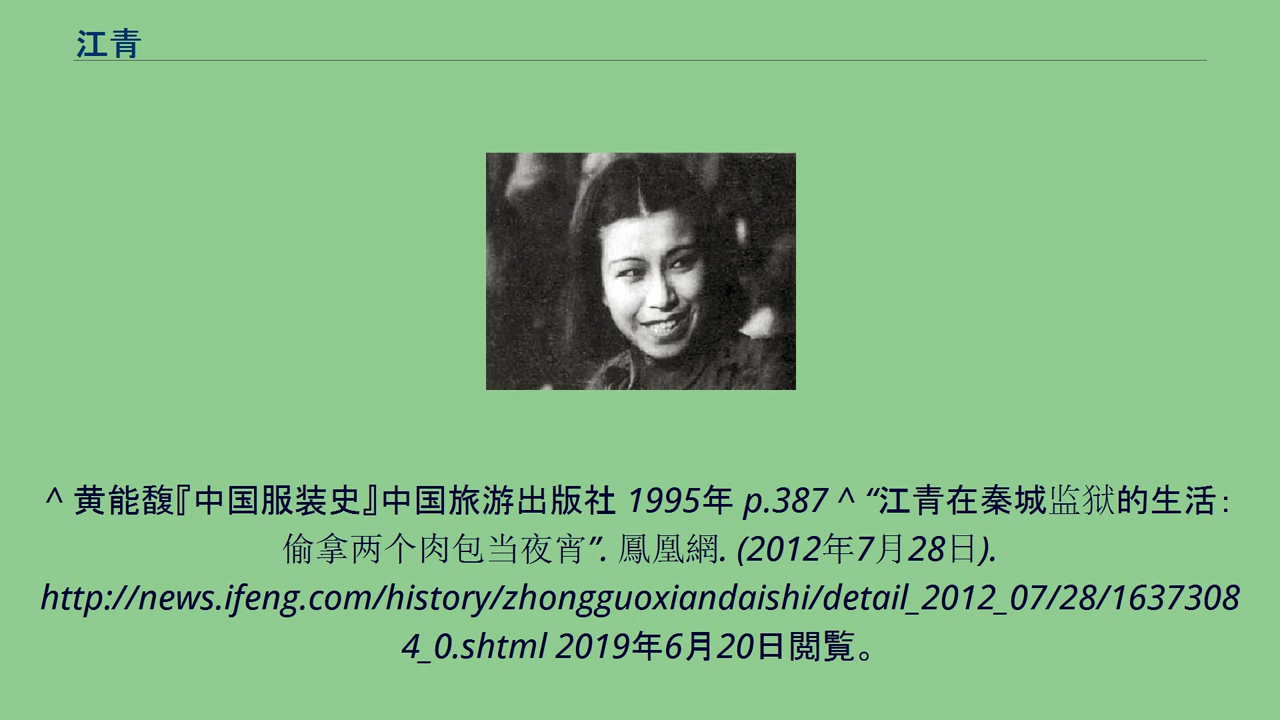 江青
^ 黄能馥『中国服装史』中国旅游出版社 1995年 p.387 ^ “江青在秦城监狱的生活：
偷拿两个肉包当夜宵”. 鳳凰網. (2012年7月28日).
http://news.ifeng.com/history/zhongguoxiandaishi/detail_2012_07/28/1637308
4_0.shtml 2019年6月20日閲覧。